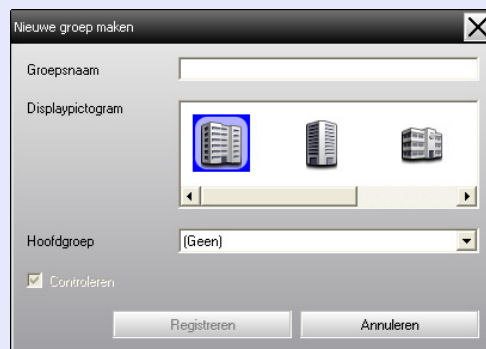 Nieuwe groep maken
Groepsnaam
Displaypictogram
Hoofdgroep (Geen)
Controleren
Registreren Annuleren